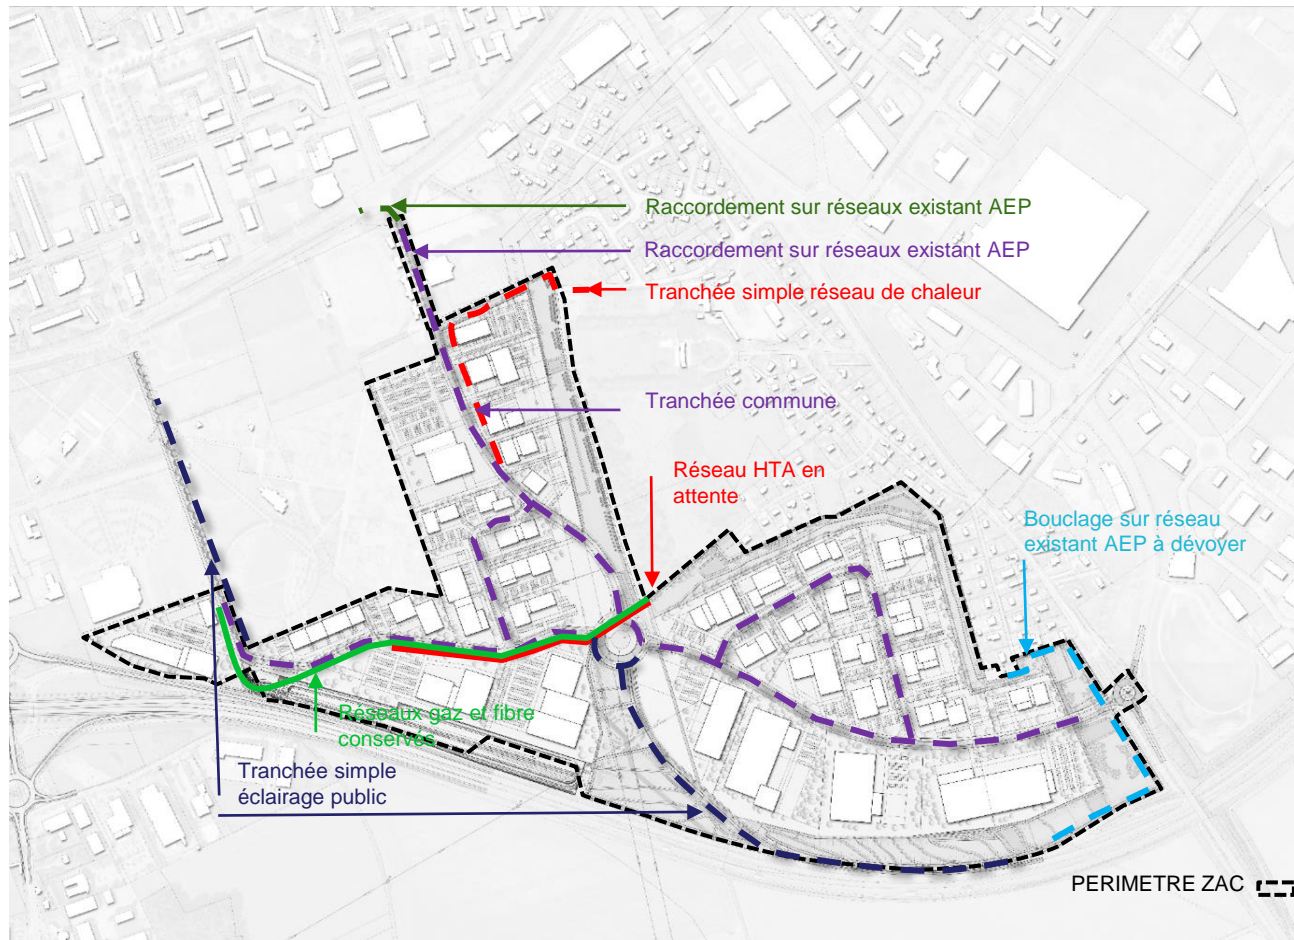 Raccordement sur réseaux existant AEP
Raccordement sur réseaux existant AEP
Tranchée simple réseau de chaleur
Tranchée commune
Réseau HTA en
attente
Bouclage sur réseau
existant AEP à dévoyer
Réseaux gaz et fibre
conservés
Tranchée simple
éclairage public
PERIMETRE ZAC